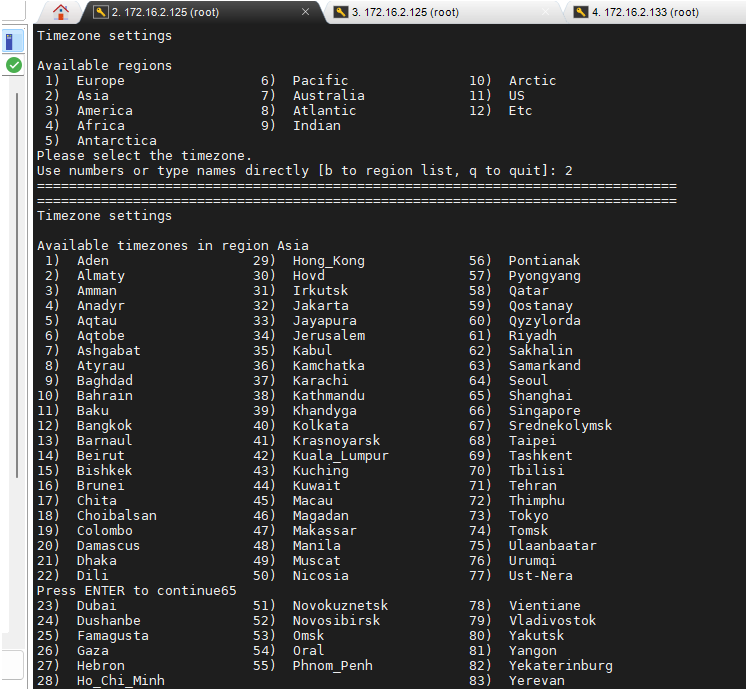 2. 172.16.2.125 (root) 3. 172.16.2.125 (root) 4. 172.16.2.133 (root)
Timezone settings
Available regions
1) Europe 6) Pacific 10) Arctic
2) Asia 7) Australia 11) US
3) America 8) Atlantic 12) Etc
4) Africa 9) Indian
5) Antarctica
Please select the timezone.
Use numbers or type names directly [b to region list, q to quit]: 2
================================================================================
================================================================================
Timezone settings
Available timezones in region Asia
1) Aden 29) Hong_Kong 56) Pontianak
2) Almaty 30) Hovd 57) Pyongyang
3) Amman 31) Irkutsk 58) Qatar
4) Anadyr 32) Jakarta 59) Qostanay
5) Aqtau 33) Jayapura 60) Qyzylorda
6) Aqtobe 34) Jerusalem 61) Riyadh
7) Ashgabat 35) Kabul 62) Sakhalin
8) Atyrau 36) Kamchatka 63) Samarkand
9) Baghdad 37) Karachi 64) Seoul
10) Bahrain 38) Kathmandu 65) Shanghai
11) Baku 39) Khandyga 66) Singapore
12) Bangkok 40) Kolkata 67) Srednekolymsk
13) Barnaul 41) Krasnoyarsk 68) Taipei
14) Beirut 42) Kuala_Lumpur 69) Tashkent
15) Bishkek 43) Kuching 70) Tbilisi
16) Brunei 44) Kuwait 71) Tehran
17) Chita 45) Macau 72) Thimphu
18) Choibalsan 46) Magadan 73) Tokyo
19) Colombo 47) Makassar 74) Tomsk
20) Damascus 48) Manila 75) Ulaanbaatar
21) Dhaka 49) Muscat 76) Urumqi
22) Dili 50) Nicosia 77) Ust-Nera
Press ENTER to continue65
23) Dubai 51) Novokuznetsk 78) Vientiane
24) Dushanbe 52) Novosibirsk 79) Vladivostok
25) Famagusta 53) Omsk 80) Yakutsk
26) Gaza 54) Oral 81) Yangon
27) Hebron 55) Phnom_Penh 82) Yekaterinburg
28) Ho_Chi_Minh 83) Yerevan